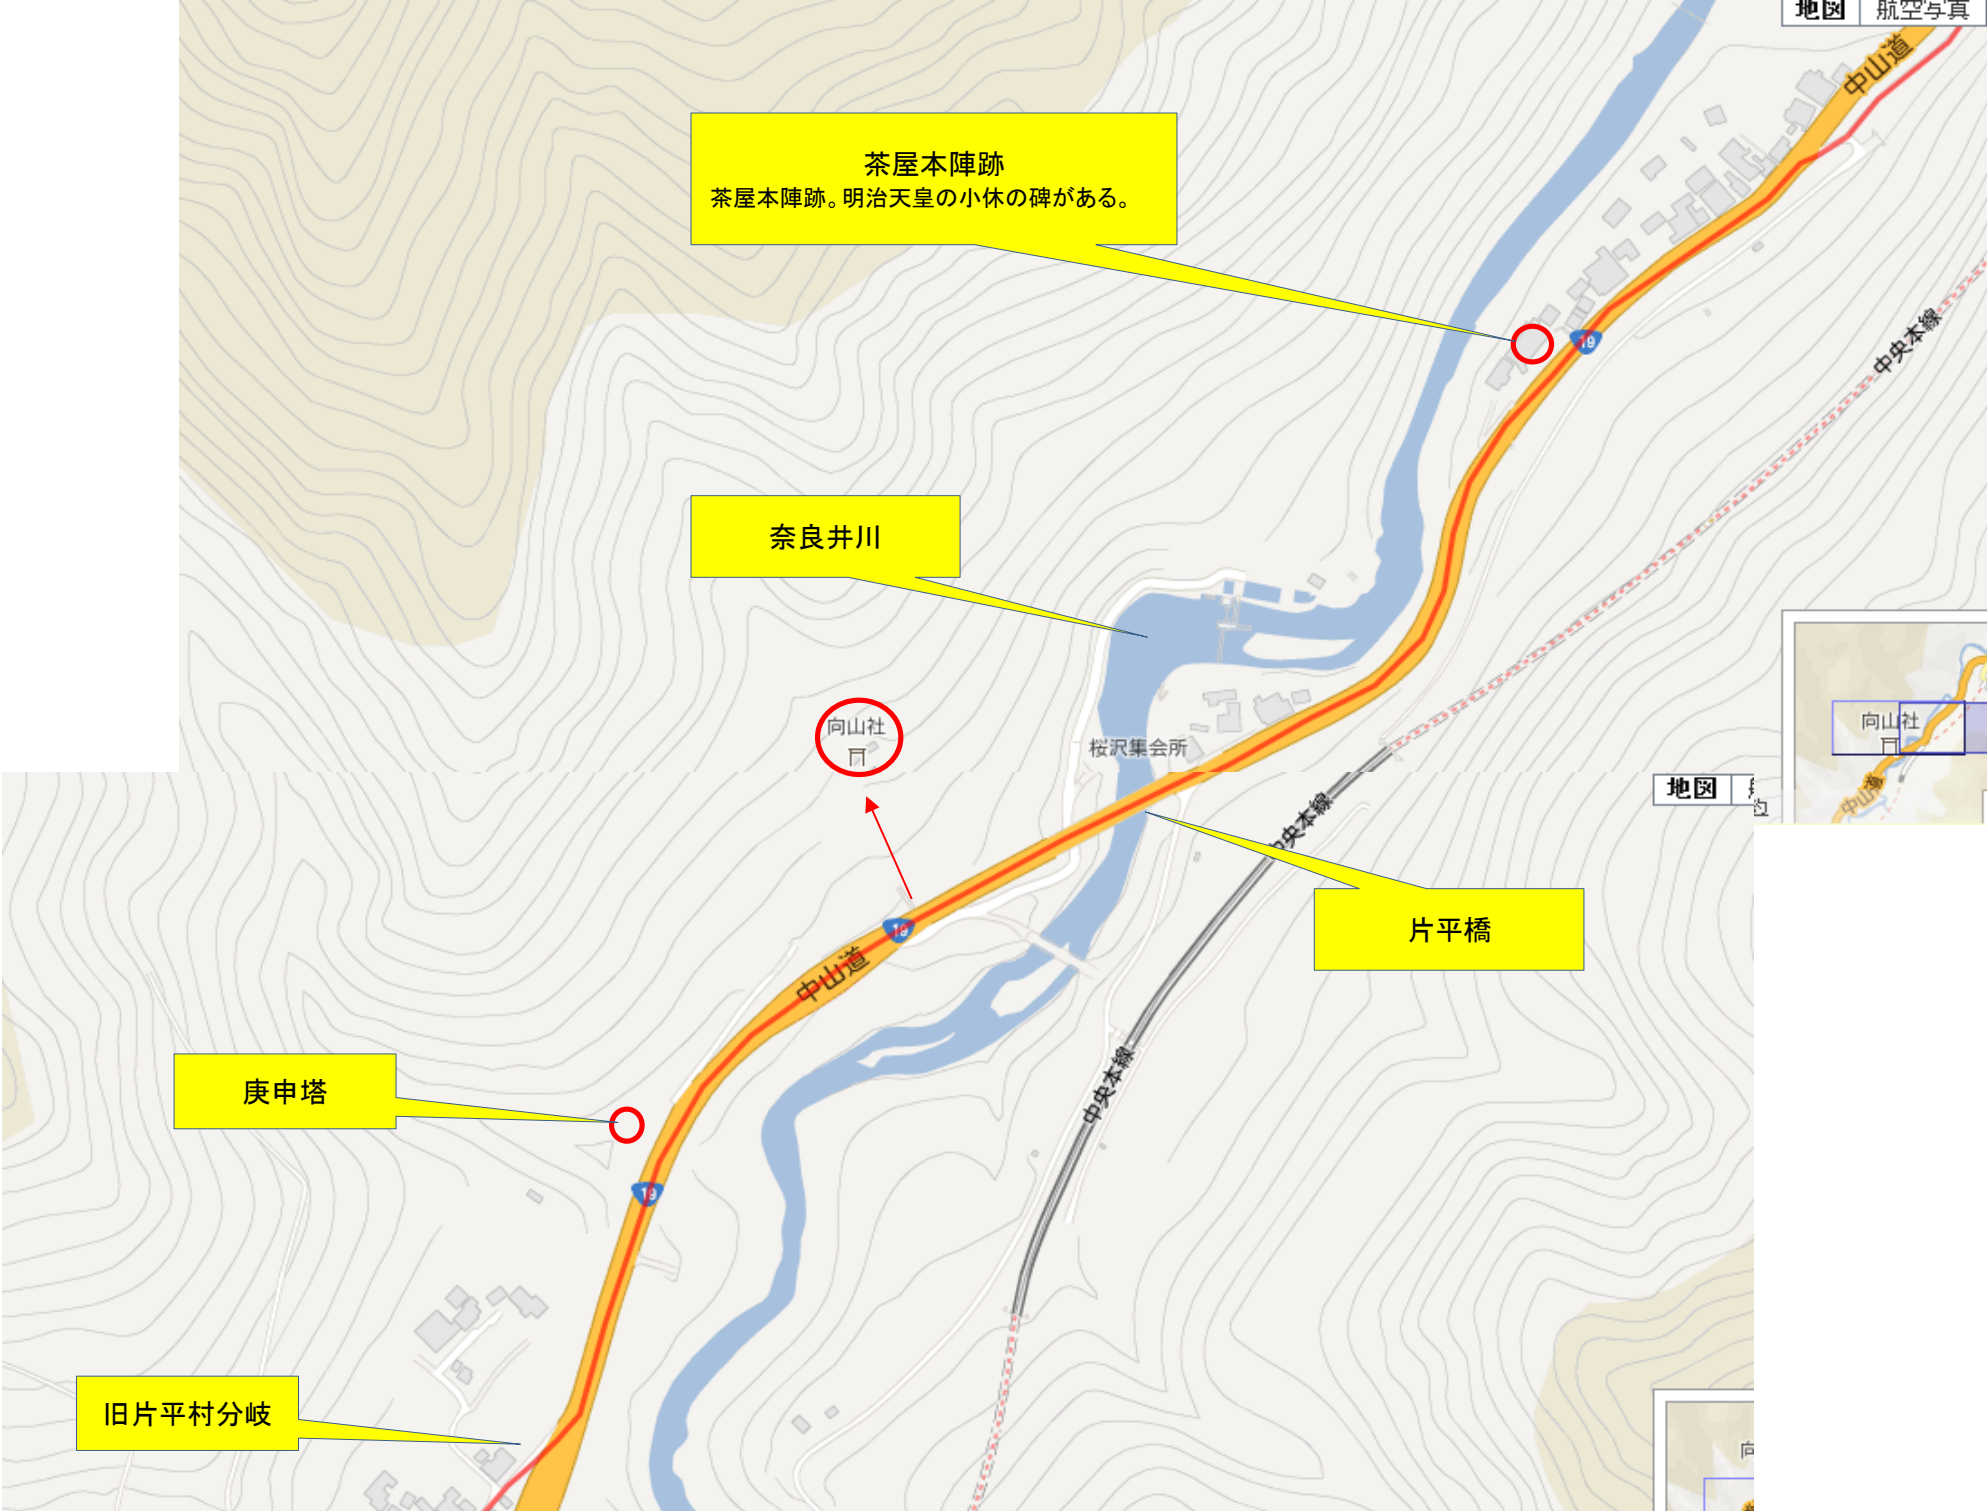 地図
航空写真
中山道
茶屋本陣跡
茶屋本陣跡。明治天皇の小休の碑がある。
19
中央本線
奈良井川
向山社
桜沢集会所
向山社
中山道
地図
中央本線
片平橋
19
中山道
中央本線
庚申塔
19
旧片平村分岐
向